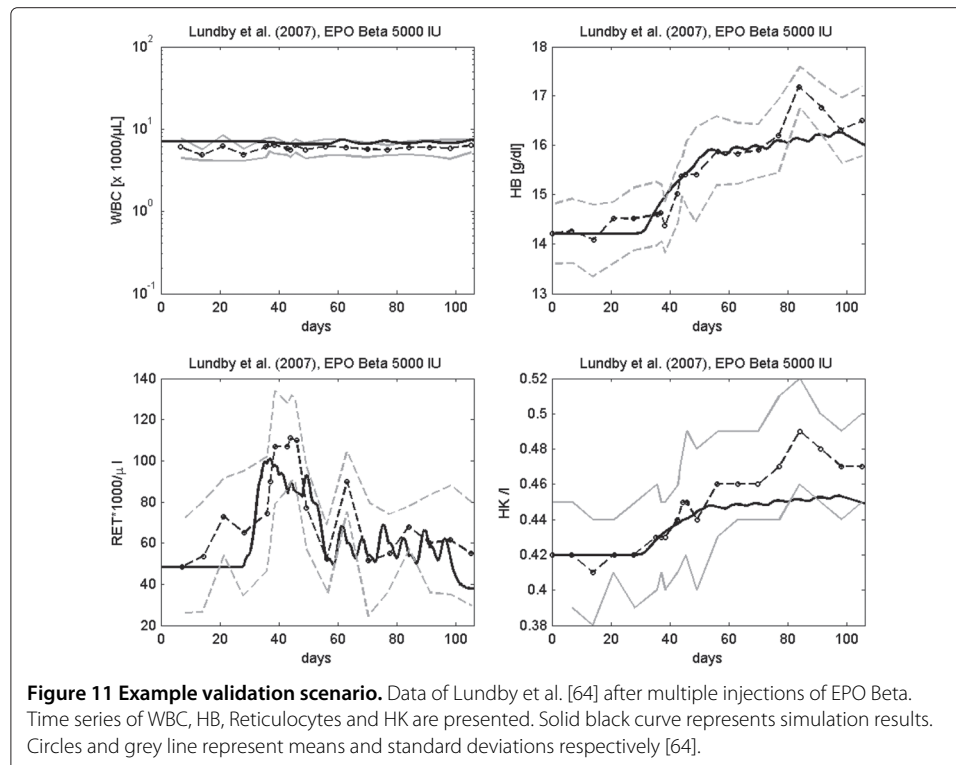 Lundby et al. (2007), EPO Beta 5000 IU
WBC [x 1000/µL]
10^2
10^1
10^0
10^-1
0 20 40 60 80 100
days
Lundby et al. (2007), EPO Beta 5000 IU
HB [g/dl]
18
17
16
15
14
13
0 20 40 60 80 100
days
Lundby et al. (2007), EPO Beta 5000 IU
RET*1000/µ l
140
120
100
80
60
40
20
0 20 40 60 80 100
days
Lundby et al. (2007), EPO Beta 5000 IU
HK /l
0.52
0.5
0.48
0.46
0.44
0.42
0.4
0.38
0 20 40 60 80 100
days
Figure 11 Example validation scenario. Data of Lundby et al. [64] after multiple injections of EPO Beta.
Time series of WBC, HB, Reticulocytes and HK are presented. Solid black curve represents simulation results.
Circles and grey line represent means and standard deviations respectively [64].